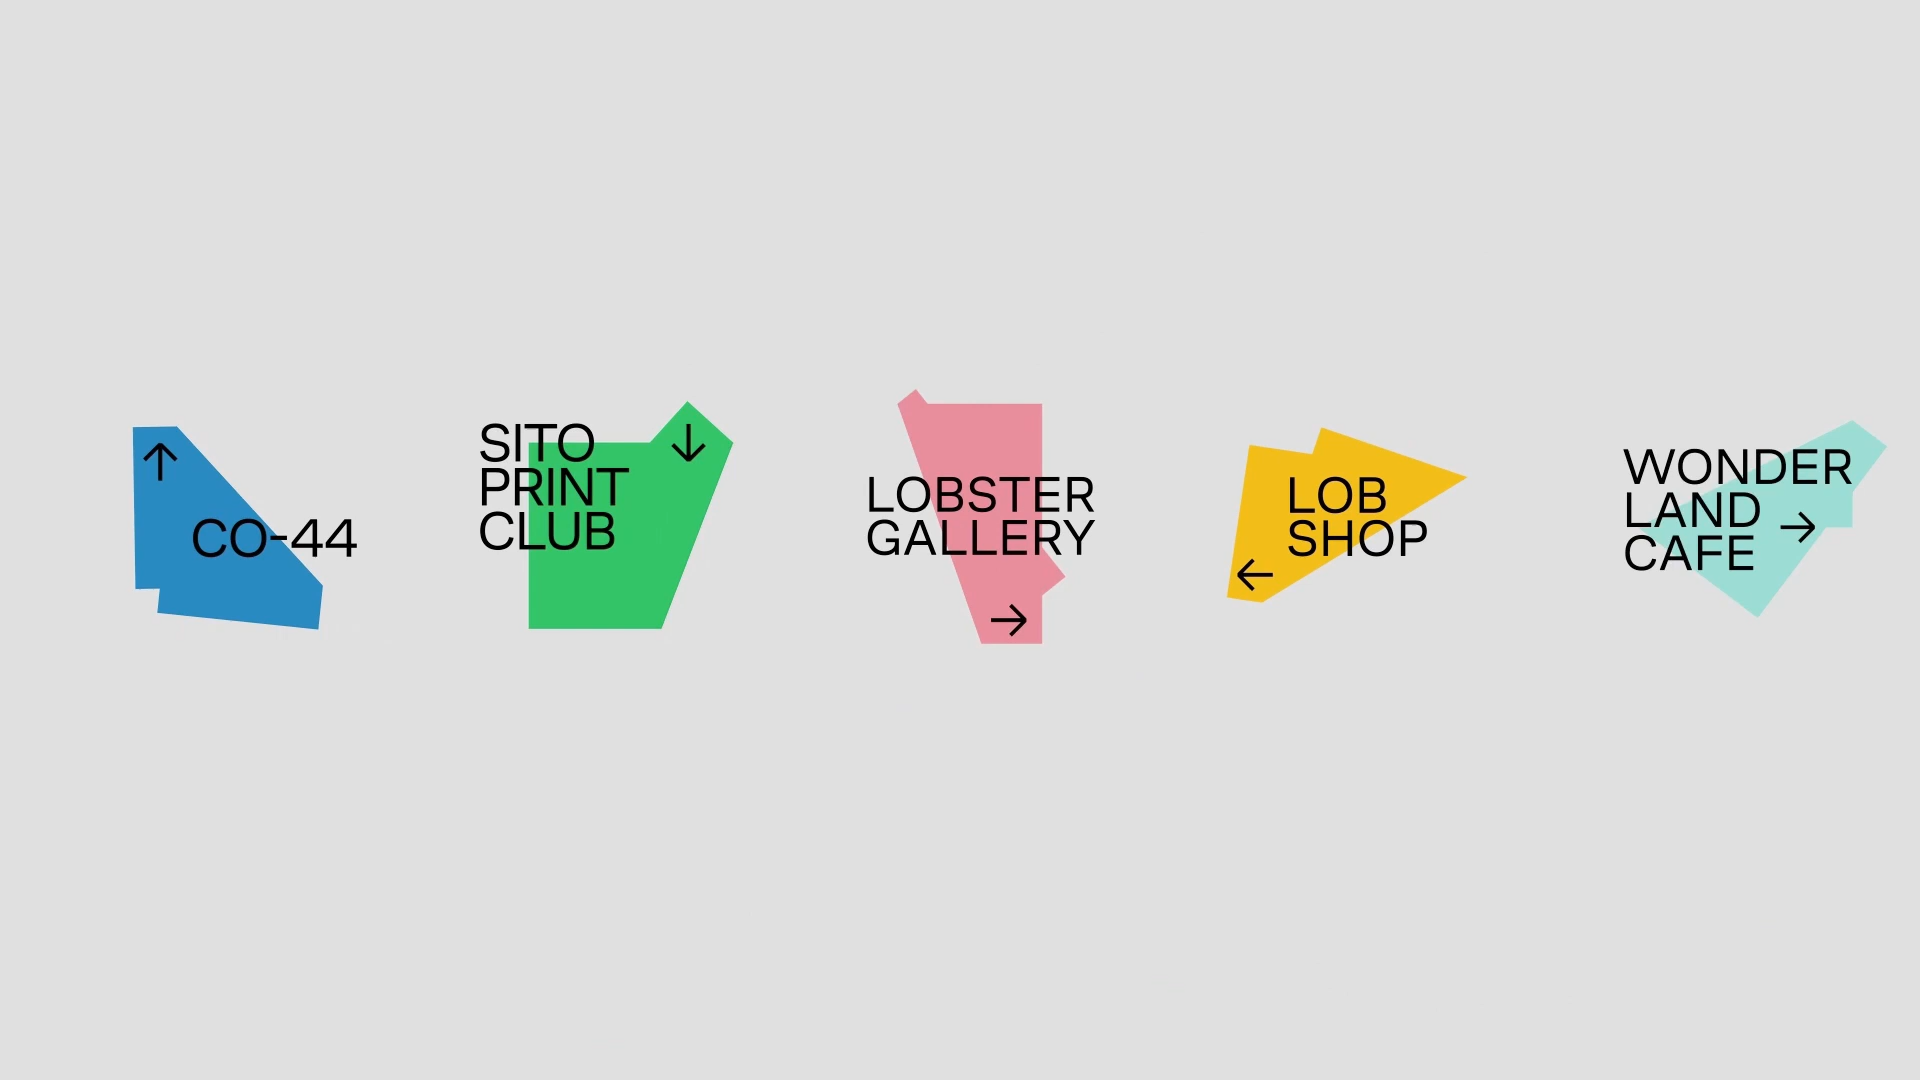 CO-44
SITO
PRINT
CLUB
LOBSTER
GALLERY
LOB
SHOP
WONDER
LAND
CAFE